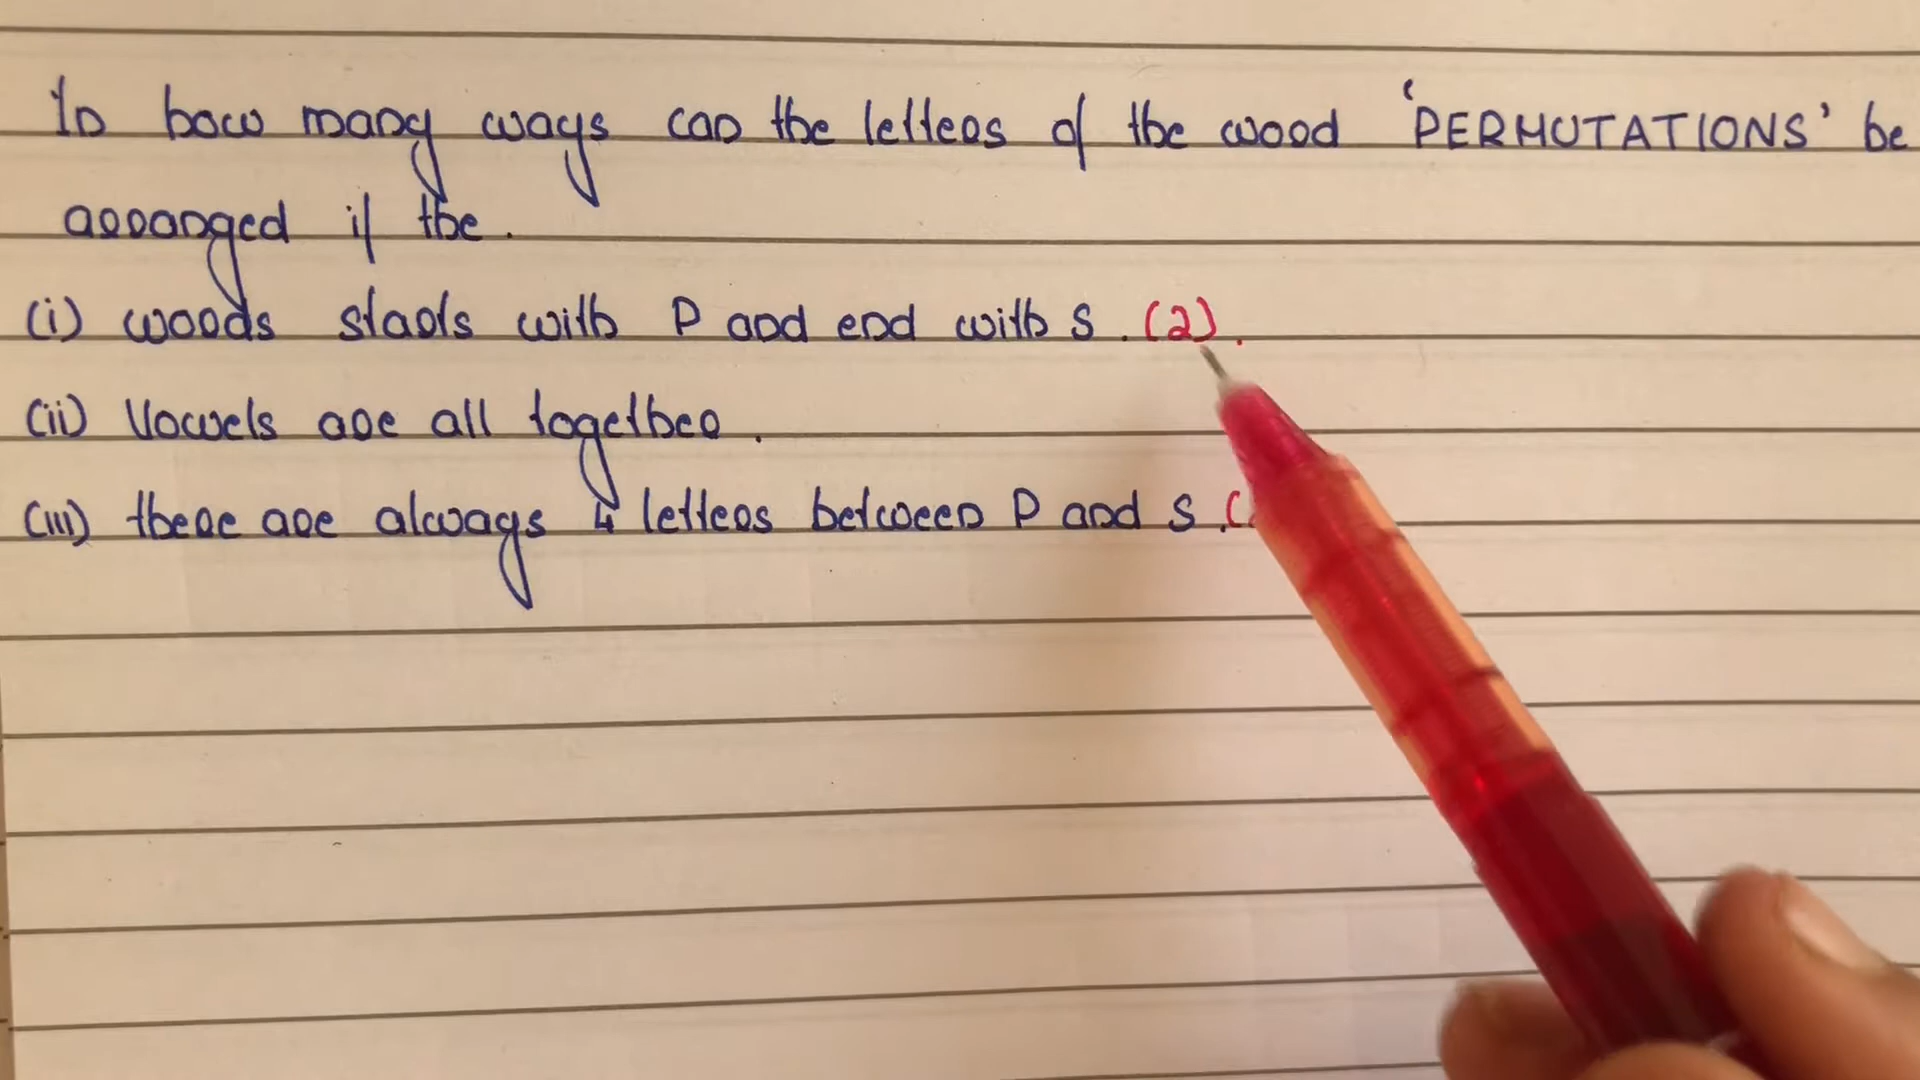 In how many ways can the letters of the word 'PERMUTATIONS' be
arranged if the.
(i) words starts with P and end with S. (2).
(ii) Vowels are all together.
(iii) there are always 4 letters between P and S. (